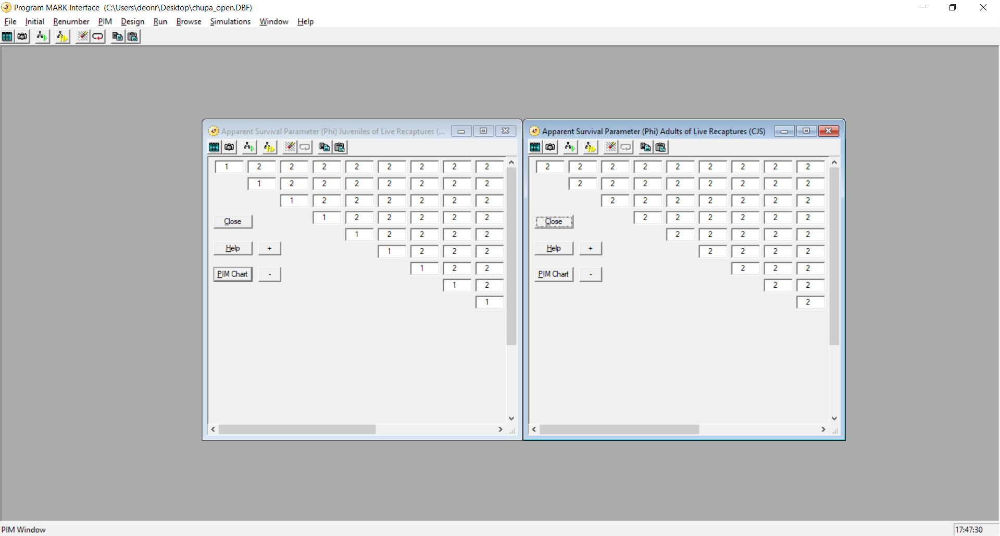 Program MARK Interface (C:\Users\deonr\Desktop\chupa_open.DBF)
File Initial Renumber PIM Design Run Browse Simulations Window Help
Apparent Survival Parameter (Phi) Juveniles of Live Recaptures (...
1 2 2 2 2 2 2 2 2
1 2 2 2 2 2 2 2
1 2 2 2 2 2 2
1 2 2 2 2 2
Close
1 2 2 2 2
Help +
1 2 2 2
1 2 2
PIM Chart -
1 2
1
Apparent Survival Parameter (Phi) Adults of Live Recaptures (CJS)
2 2 2 2 2 2 2 2 2
2 2 2 2 2 2 2 2
2 2 2 2 2 2 2
2 2 2 2 2 2
Close
2 2 2 2 2
Help +
2 2 2 2
2 2 2
PIM Chart -
2 2
2
PIM Window
17:47:30